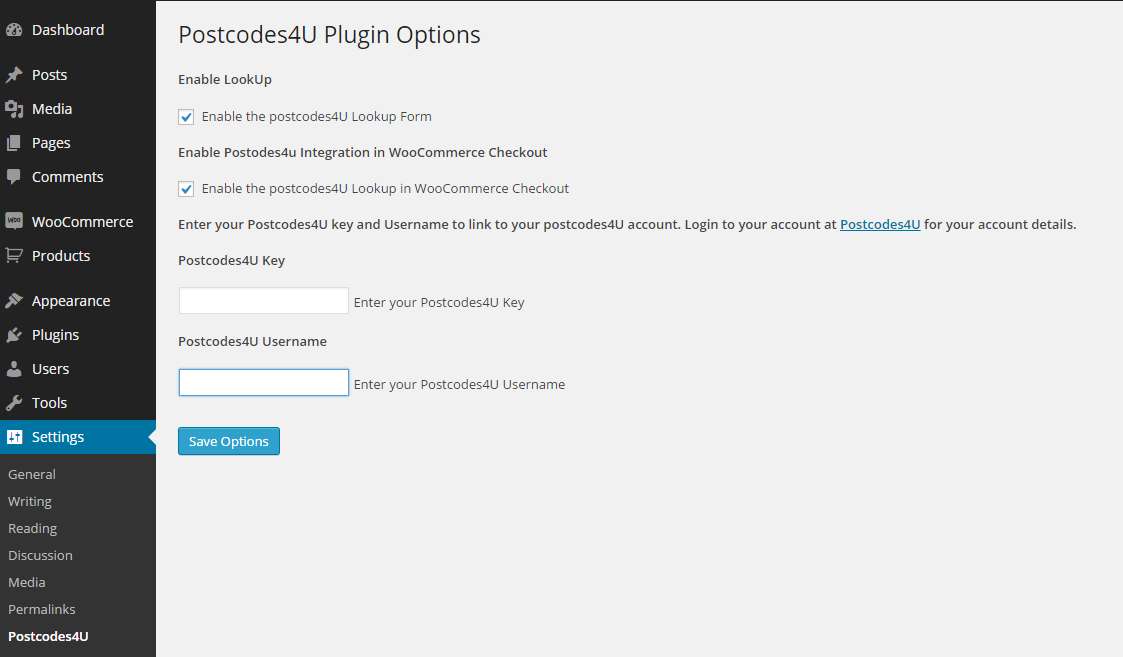 Dashboard
Posts
Media
Pages
Comments
WOO
WooCommerce
Products
Appearance
Plugins
Users
Tools
Settings
General
Writing
Reading
Discussion
Media
Permalinks
Postcodes4U
Postcodes4U Plugin Options
Enable LookUp
Enable the postcodes4U Lookup Form
Enable Postodes4u Integration in WooCommerce Checkout
Enable the postcodes4U Lookup in WooCommerce Checkout
Enter your Postcodes4U key and Username to link to your postcodes4U account. Login to your account at Postcodes4U for your account details.
Postcodes4U Key
Enter your Postcodes4U Key
Postcodes4U Username
Enter your Postcodes4U Username
Save Options